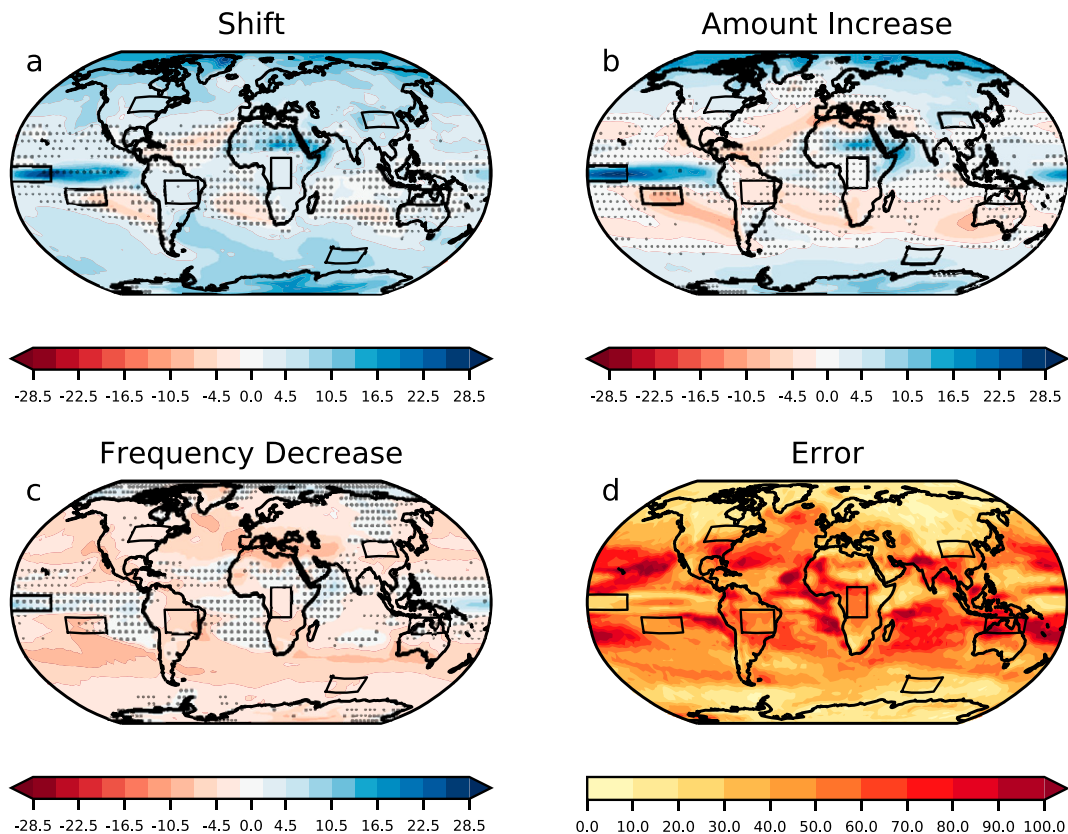 Shift
Amount Increase
a
b
-28.5 -22.5 -16.5 -10.5 -4.5 0.0 4.5 10.5 16.5 22.5 28.5
-28.5 -22.5 -16.5 -10.5 -4.5 0.0 4.5 10.5 16.5 22.5 28.5
Frequency Decrease
Error
c
d
-28.5 -22.5 -16.5 -10.5 -4.5 0.0 4.5 10.5 16.5 22.5 28.5
0.0 10.0 20.0 30.0 40.0 50.0 60.0 70.0 80.0 90.0 100.0